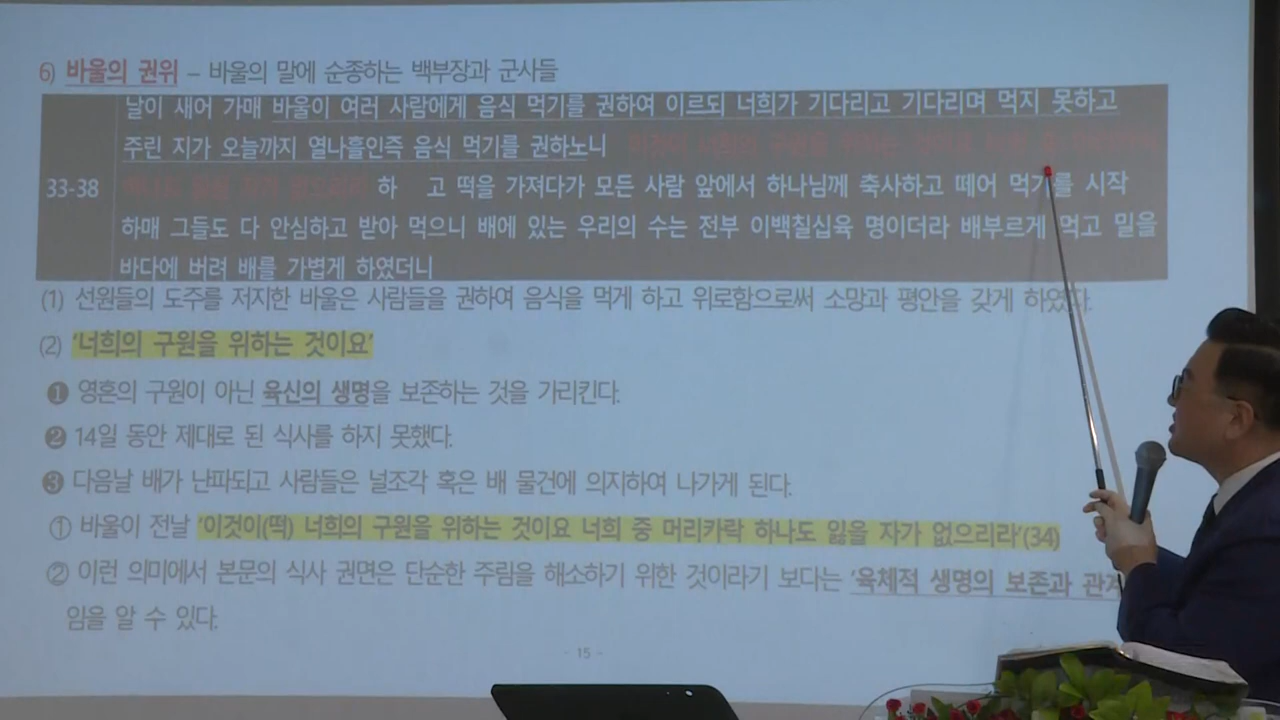 6) 바울의 권위 – 바울의 말에 순종하는 백부장과 군사들
날이 새어 가매 바울이 여러 사람에게 음식 먹기를 권하여 이르되 너희가 기다리고 기다리며 먹지 못하고
주린 지가 오늘까지 열나흘인즉 음식 먹기를 권하노니
33-38
하 고 떡을 가져다가 모든 사람 앞에서 하나님께 축사하고 떼어 먹기를 시작
하매 그들도 다 안심하고 받아 먹으니 배에 있는 우리의 수는 전부 이백칠십육 명이더라 배부르게 먹고 밀을
바다에 버려 배를 가볍게 하였더니
(1) 선원들의 도주를 저지한 바울은 사람들을 권하여 음식을 먹게 하고 위로함으로써 소망과 평안을 갖게 하였다.
(2) '너희의 구원을 위하는 것이요'
❶ 영혼의 구원이 아닌 육신의 생명을 보존하는 것을 가리킨다.
❷ 14일 동안 제대로 된 식사를 하지 못했다.
❸ 다음날 배가 난파되고 사람들은 널조각 혹은 배 물건에 의지하여 나가게 된다.
① 바울이 전날 '이것이(떡) 너희의 구원을 위하는 것이요 너희 중 머리카락 하나도 잃을 자가 없으리라'(34)
② 이런 의미에서 본문의 식사 권면은 단순한 주림을 해소하기 위한 것이라기 보다는 '육체적 생명의 보존과 관계
임을 알 수 있다.
- 15 -